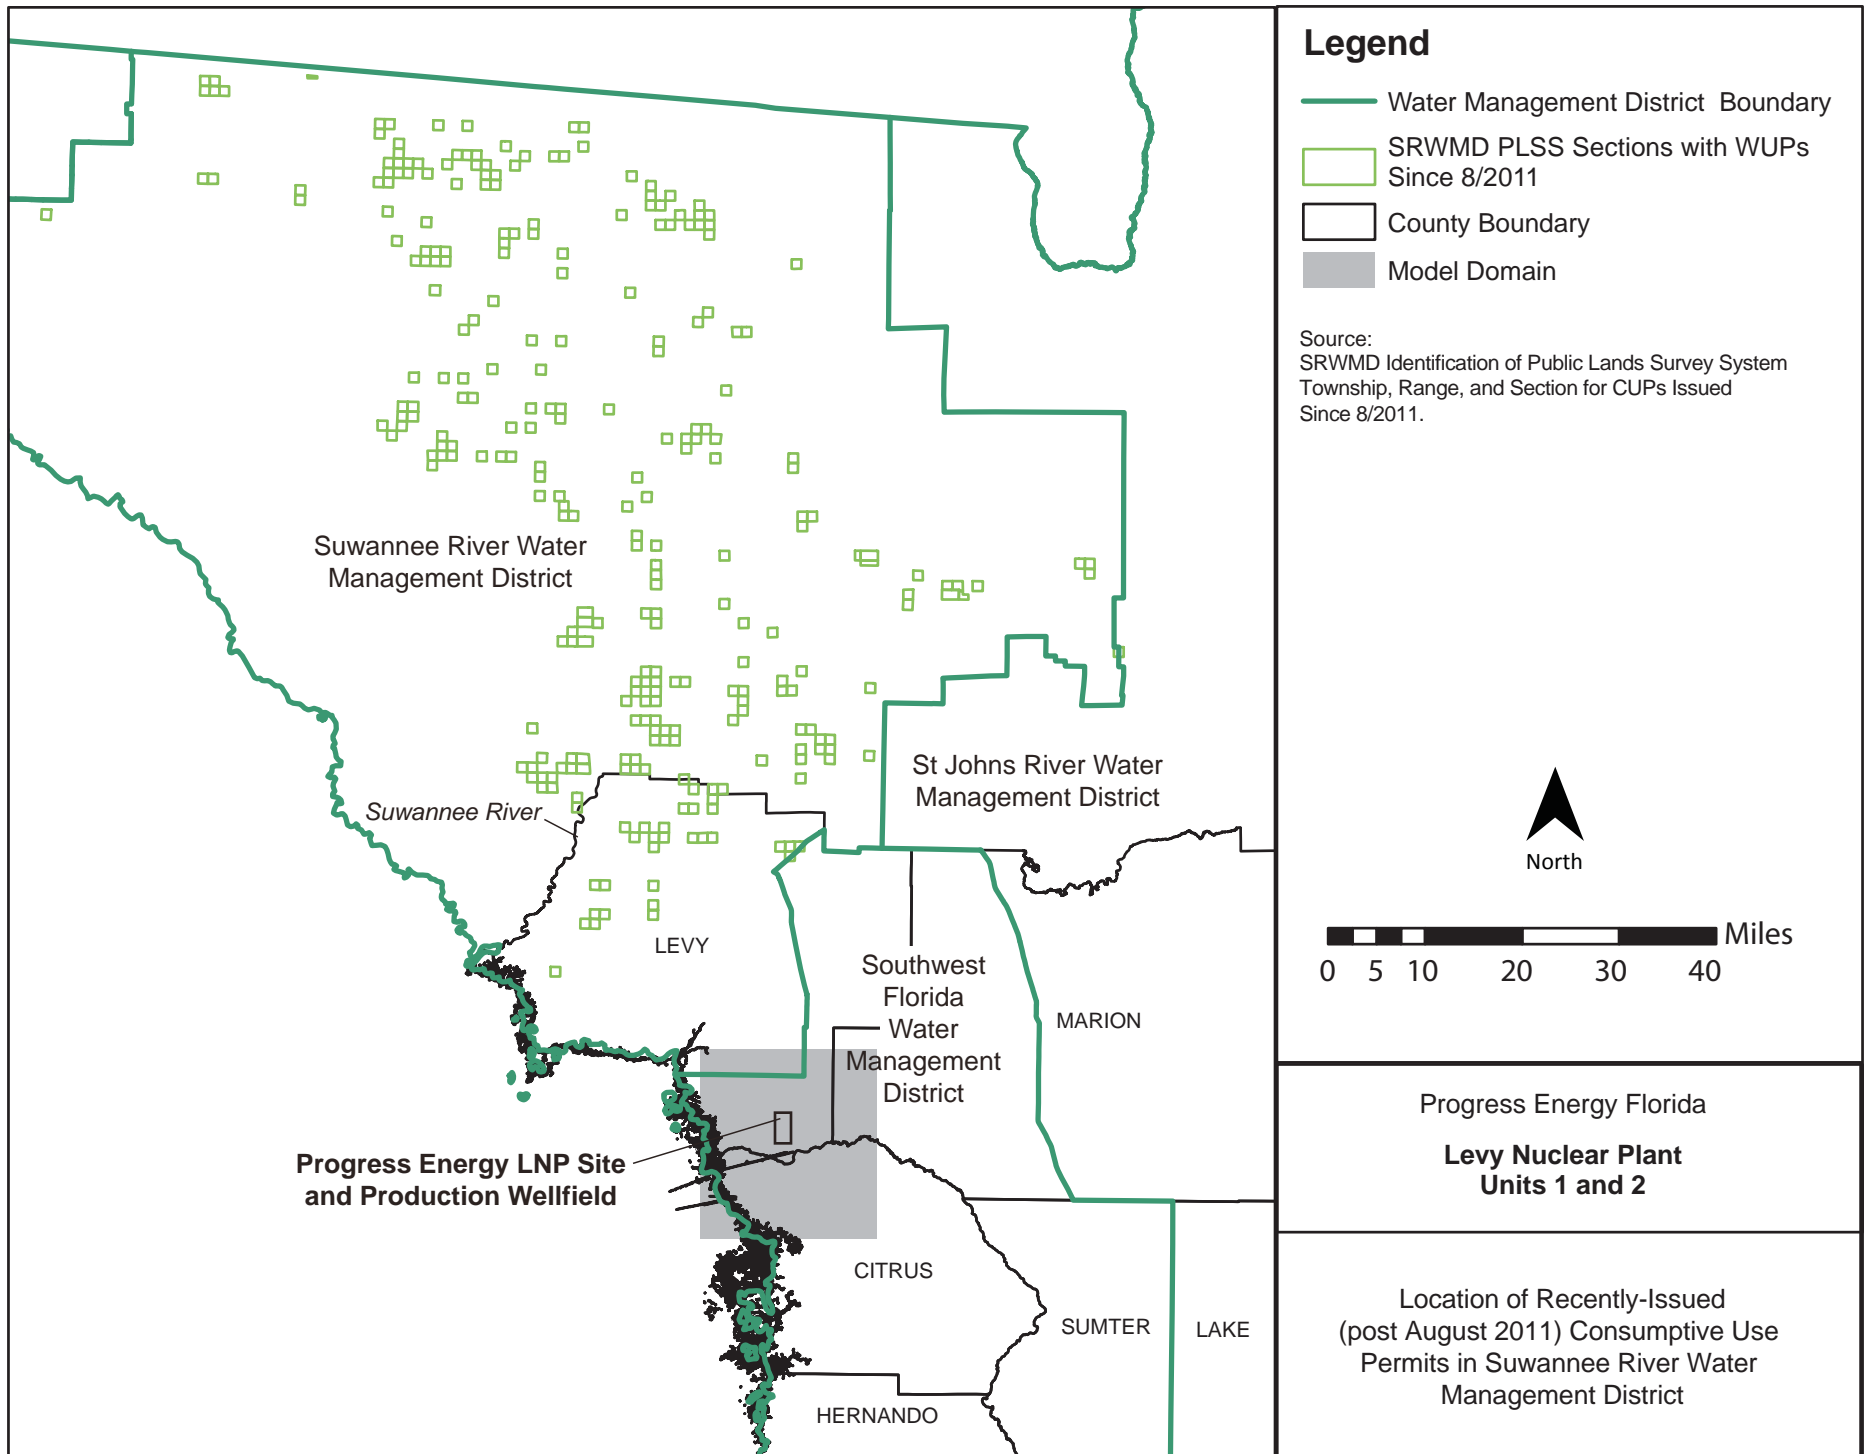 Suwannee River Water
Management District
Suwannee River
St Johns River Water
Management District
LEVY
Southwest
Florida
Water
Management
District
MARION
Progress Energy LNP Site
and Production Wellfield
CITRUS
SUMTER
LAKE
HERNANDO
Legend
Water Management District Boundary
SRWMD PLSS Sections with WUPs
Since 8/2011
County Boundary
Model Domain
Source:
SRWMD Identification of Public Lands Survey System
Township, Range, and Section for CUPs Issued
Since 8/2011.
North
Miles
0 5 10 20 30 40
Progress Energy Florida
Levy Nuclear Plant
Units 1 and 2
Location of Recently-Issued
(post August 2011) Consumptive Use
Permits in Suwannee River Water
Management District